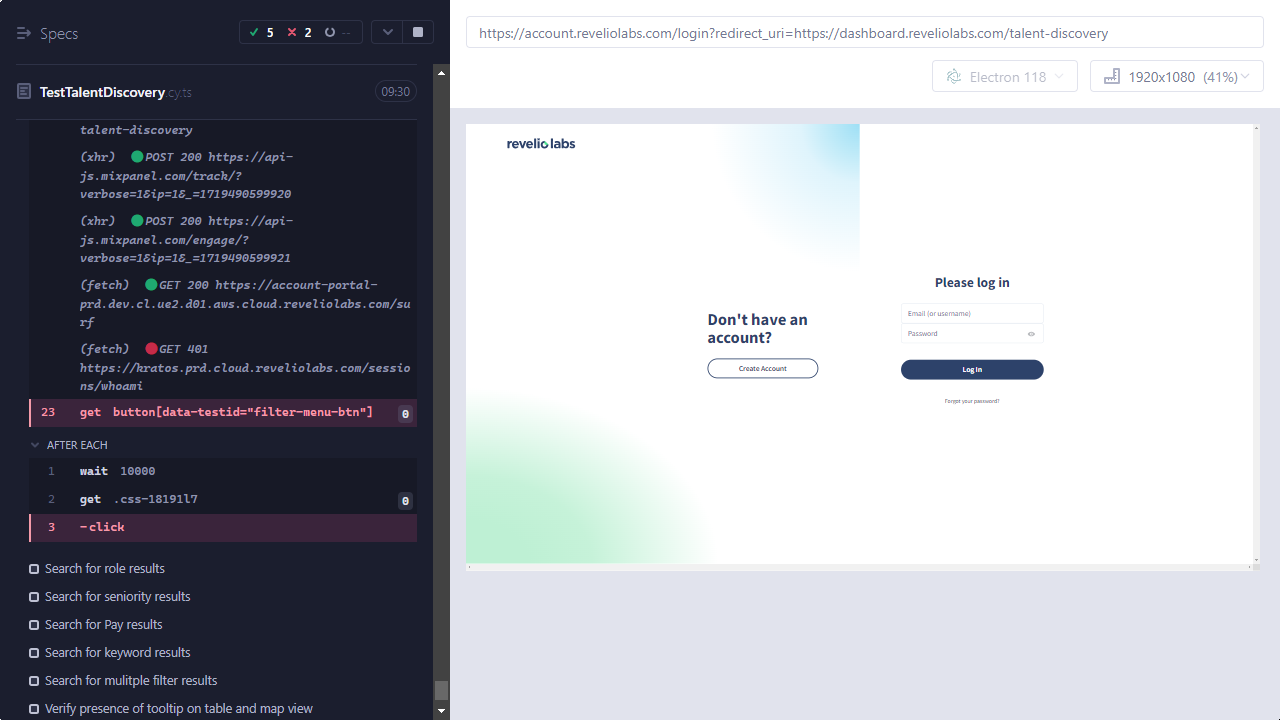 Specs
5 2 --
TestTalentDiscovery.cy.ts 09:30
talent-discovery
(xhr) POST 200 https://api-
js.mixpanel.com/track/?
verbose=1&ip=1&_=1719490599920
(xhr) POST 200 https://api-
js.mixpanel.com/engage/?
verbose=1&ip=1&_=1719490599921
(fetch) GET 200 https://account-portal-
prd.dev.cl.ue2.d01.aws.cloud.reveliolabs.com/su
rf
(fetch) GET 401
https://kratos.prd.cloud.reveliolabs.com/sessio
ns/whoami
23 get button[data-testid="filter-menu-btn"] 0
AFTER EACH
1 wait 10000
2 get .css-18191l7 0
3 -click
Search for role results
Search for seniority results
Search for Pay results
Search for keyword results
Search for mulitple filter results
Verify presence of tooltip on table and map view
https://account.reveliolabs.com/login?redirect_uri=https://dashboard.reveliolabs.com/talent-discovery
Electron 118
1920x1080 (41%)
revelio labs
Don't have an
account?
Create Account
Please log in
Email (or username)
Password
Log In
Forgot your password?